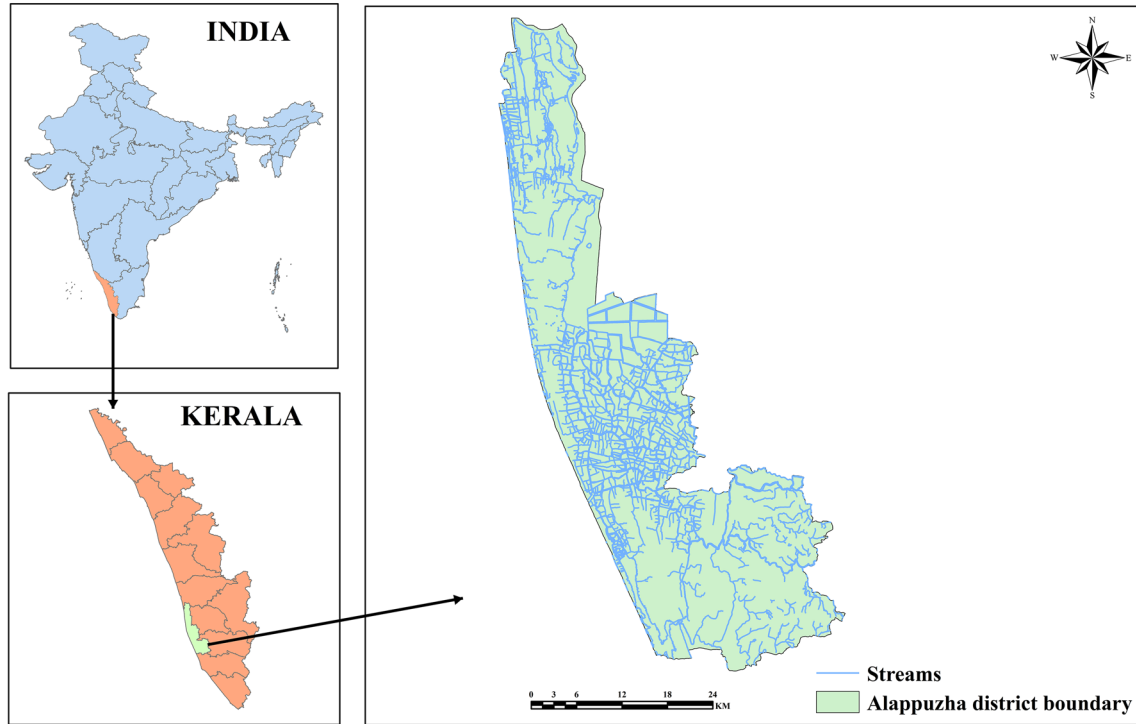 INDIA
KERALA
N
W E
S
Streams
Alappuzha district boundary
0 3 6 12 18 24
KM